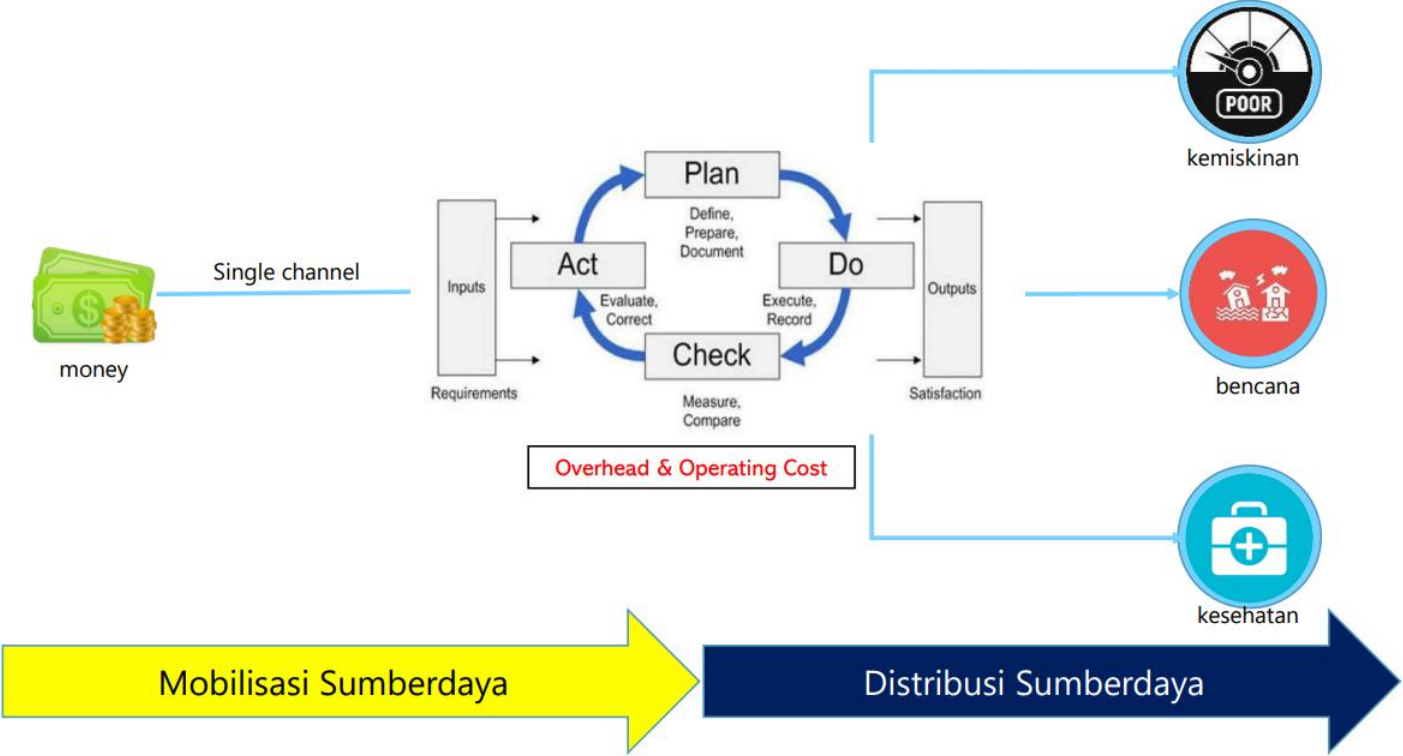 POOR
kemiskinan
Plan
Define,
Prepare,
Document
Act
Do
Inputs
Outputs
Evaluate,
Correct
Execute,
Record
Check
Measure,
Compare
Requirements
Satisfaction
Single channel
money
bencana
Overhead & Operating Cost
kesehatan
Mobilisasi Sumberdaya
Distribusi Sumberdaya